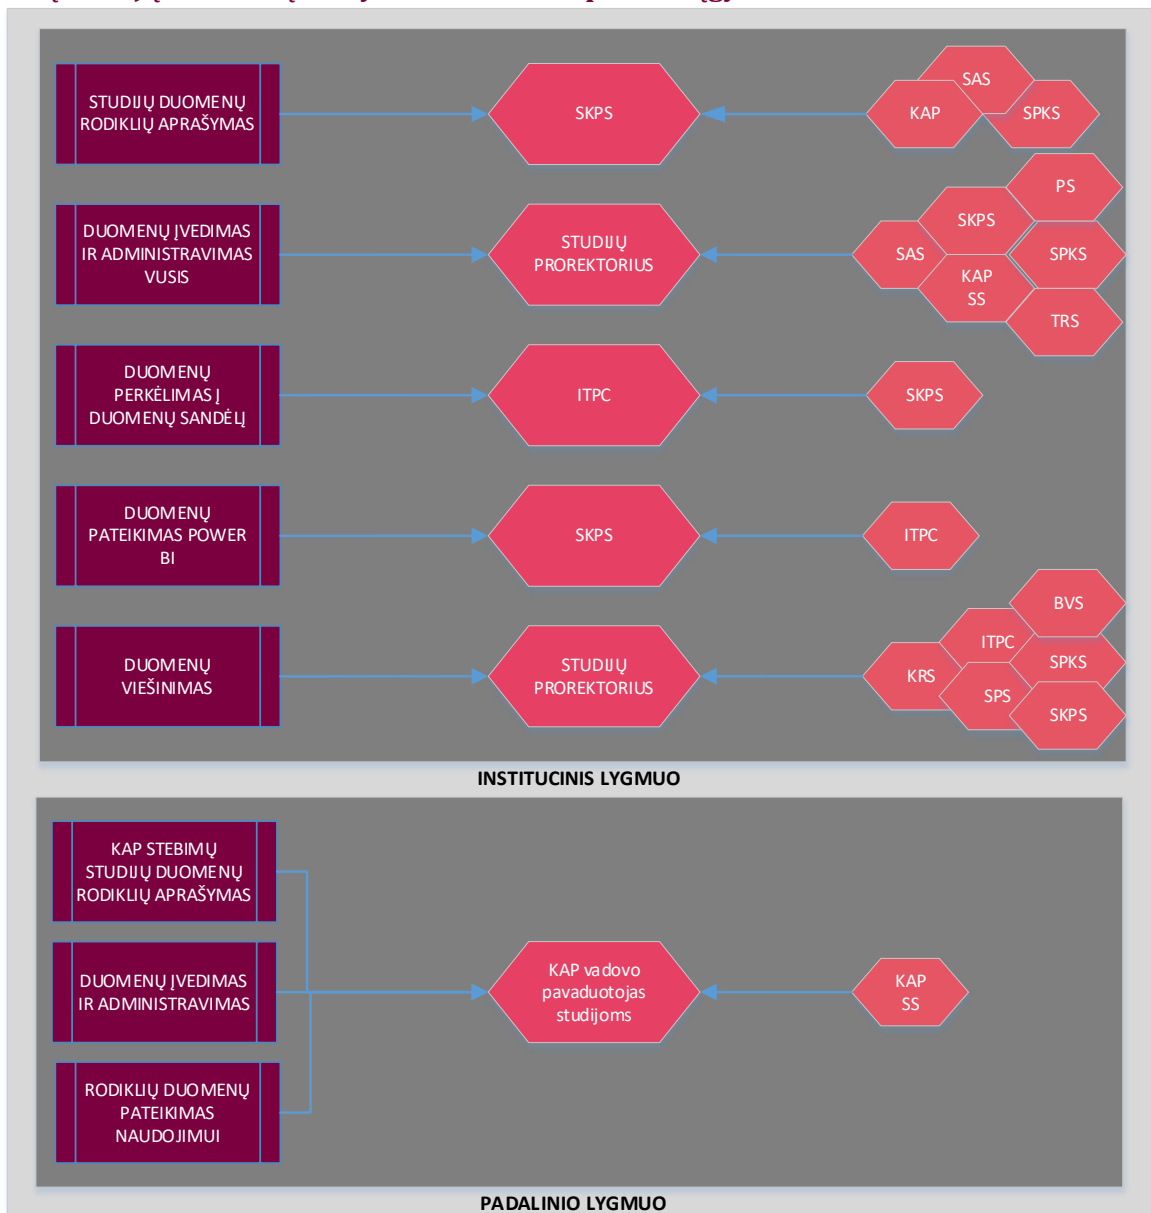 STUDIJŲ DUOMENŲ
RODIKLIŲ APRAŠYMAS
SKPS
SAS
KAP
SPKS
DUOMENŲ ĮVEDIMAS
IR ADMINISTRAVIMAS
VUSIS
STUDIJŲ
PROREKTORIUS
PS
SKPS
SAS
SPKS
KAP
SS
TRS
DUOMENŲ
PERKĖLIMAS Į
DUOMENŲ SANDĖLĮ
ITPC
SKPS
DUOMENŲ
PATEIKIMAS POWER
BI
SKPS
ITPC
DUOMENŲ
VIEŠINIMAS
STUDIJŲ
PROREKTORIUS
BVS
ITPC
KRS
SPKS
SPS
SKPS
INSTITUCINIS LYGMUO
KAP STEBIMŲ
STUDIJŲ DUOMENŲ
RODIKLIŲ APRAŠYMAS
DUOMENŲ ĮVEDIMAS
IR ADMINISTRAVIMAS
RODIKLIŲ DUOMENŲ
PATEIKIMAS
NAUDOJIMUI
KAP vadovo
pavaduotojas
studijoms
KAP
SS
PADALINIO LYGMUO